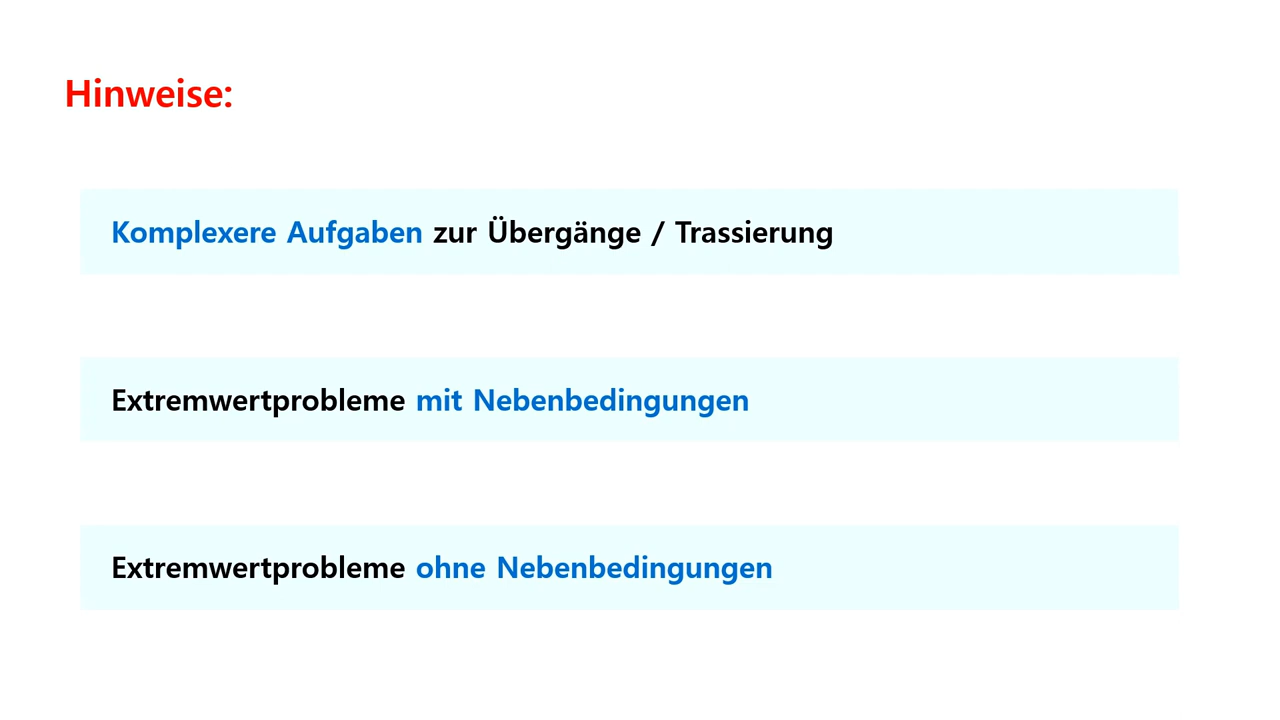 Hinweise:
Komplexere Aufgaben zur Übergänge / Trassierung
Extremwertprobleme mit Nebenbedingungen
Extremwertprobleme ohne Nebenbedingungen